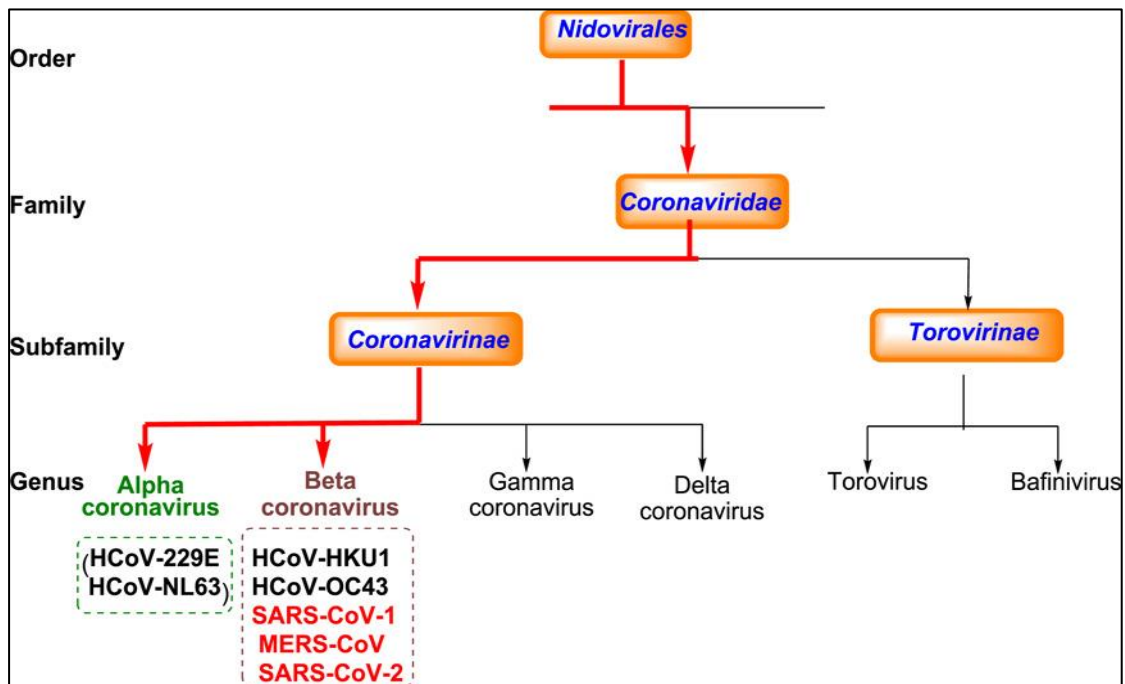 Nidovirales
Order
Family
Coronaviridae
Subfamily
Coronavirinae
Torovirinae
Genus
Alpha
coronavirus
Beta
coronavirus
Gamma
coronavirus
Delta
coronavirus
Torovirus
Bafinivirus
(HCoV-229E
HCoV-NL63)
HCoV-HKU1
HCoV-OC43
SARS-CoV-1
MERS-CoV
SARS-CoV-2